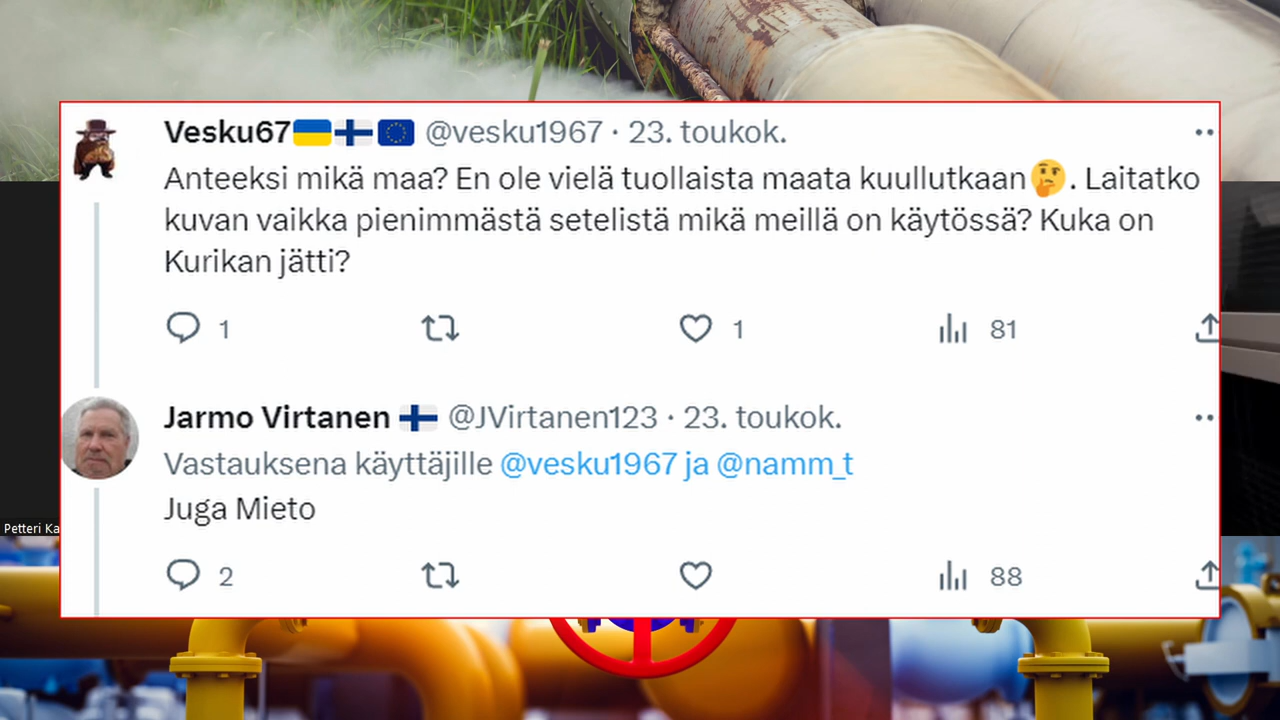 Vesku67 @vesku1967 · 23. toukok.
Anteeksi mikä maa? En ole vielä tuollaista maata kuullutkaan🤔. Laitatko
kuvan vaikka pienimmästä setelistä mikä meillä on käytössä? Kuka on
Kurikan jätti?
1 1 81
Jarmo Virtanen @JVirtanen123 · 23. toukok.
Vastauksena käyttäjille @vesku1967 ja @namm_t
Juga Mieto
Petteri Ka
2 88